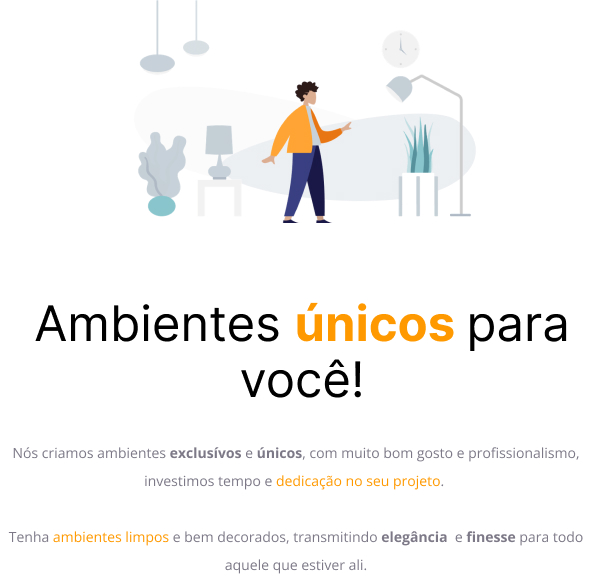 Ambientes únicos para
você!
Nós criamos ambientes exclusívos e únicos, com muito bom gosto e profissionalismo,
investimos tempo e dedicação no seu projeto.
Tenha ambientes limpos e bem decorados, transmitindo elegância e finesse para todo
aquele que estiver ali.